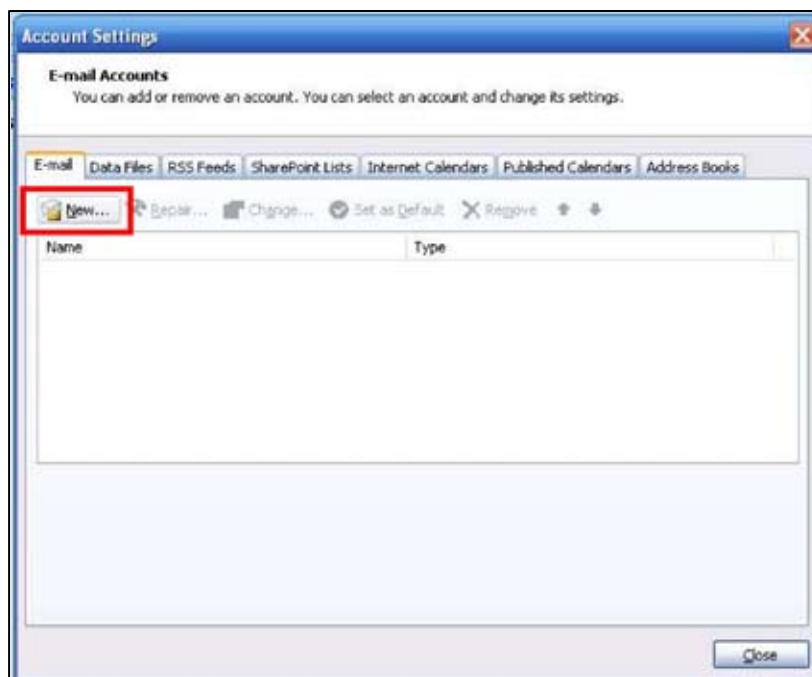 Account Settings
E-mail Accounts
You can add or remove an account. You can select an account and change its settings.
E-mail Data Files RSS Feeds SharePoint Lists Internet Calendars Published Calendars Address Books
New... Repair... Change... Set as Default Remove
Name Type
Close